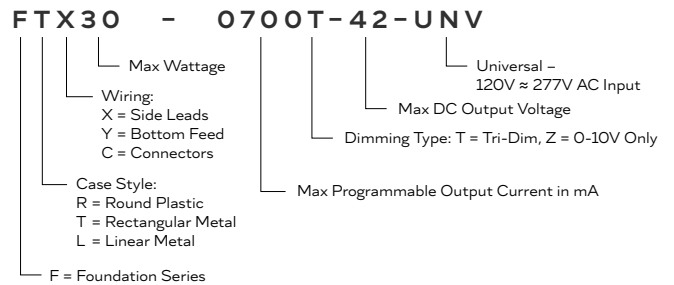 FTX30 - 0700T-42-UNV
Max Wattage
Universal –
120V ≈ 277V AC Input
Wiring:
X = Side Leads
Y = Bottom Feed
C = Connectors
Max DC Output Voltage
Dimming Type: T = Tri-Dim, Z = 0-10V Only
Case Style:
R = Round Plastic
T = Rectangular Metal
L = Linear Metal
Max Programmable Output Current in mA
F = Foundation Series